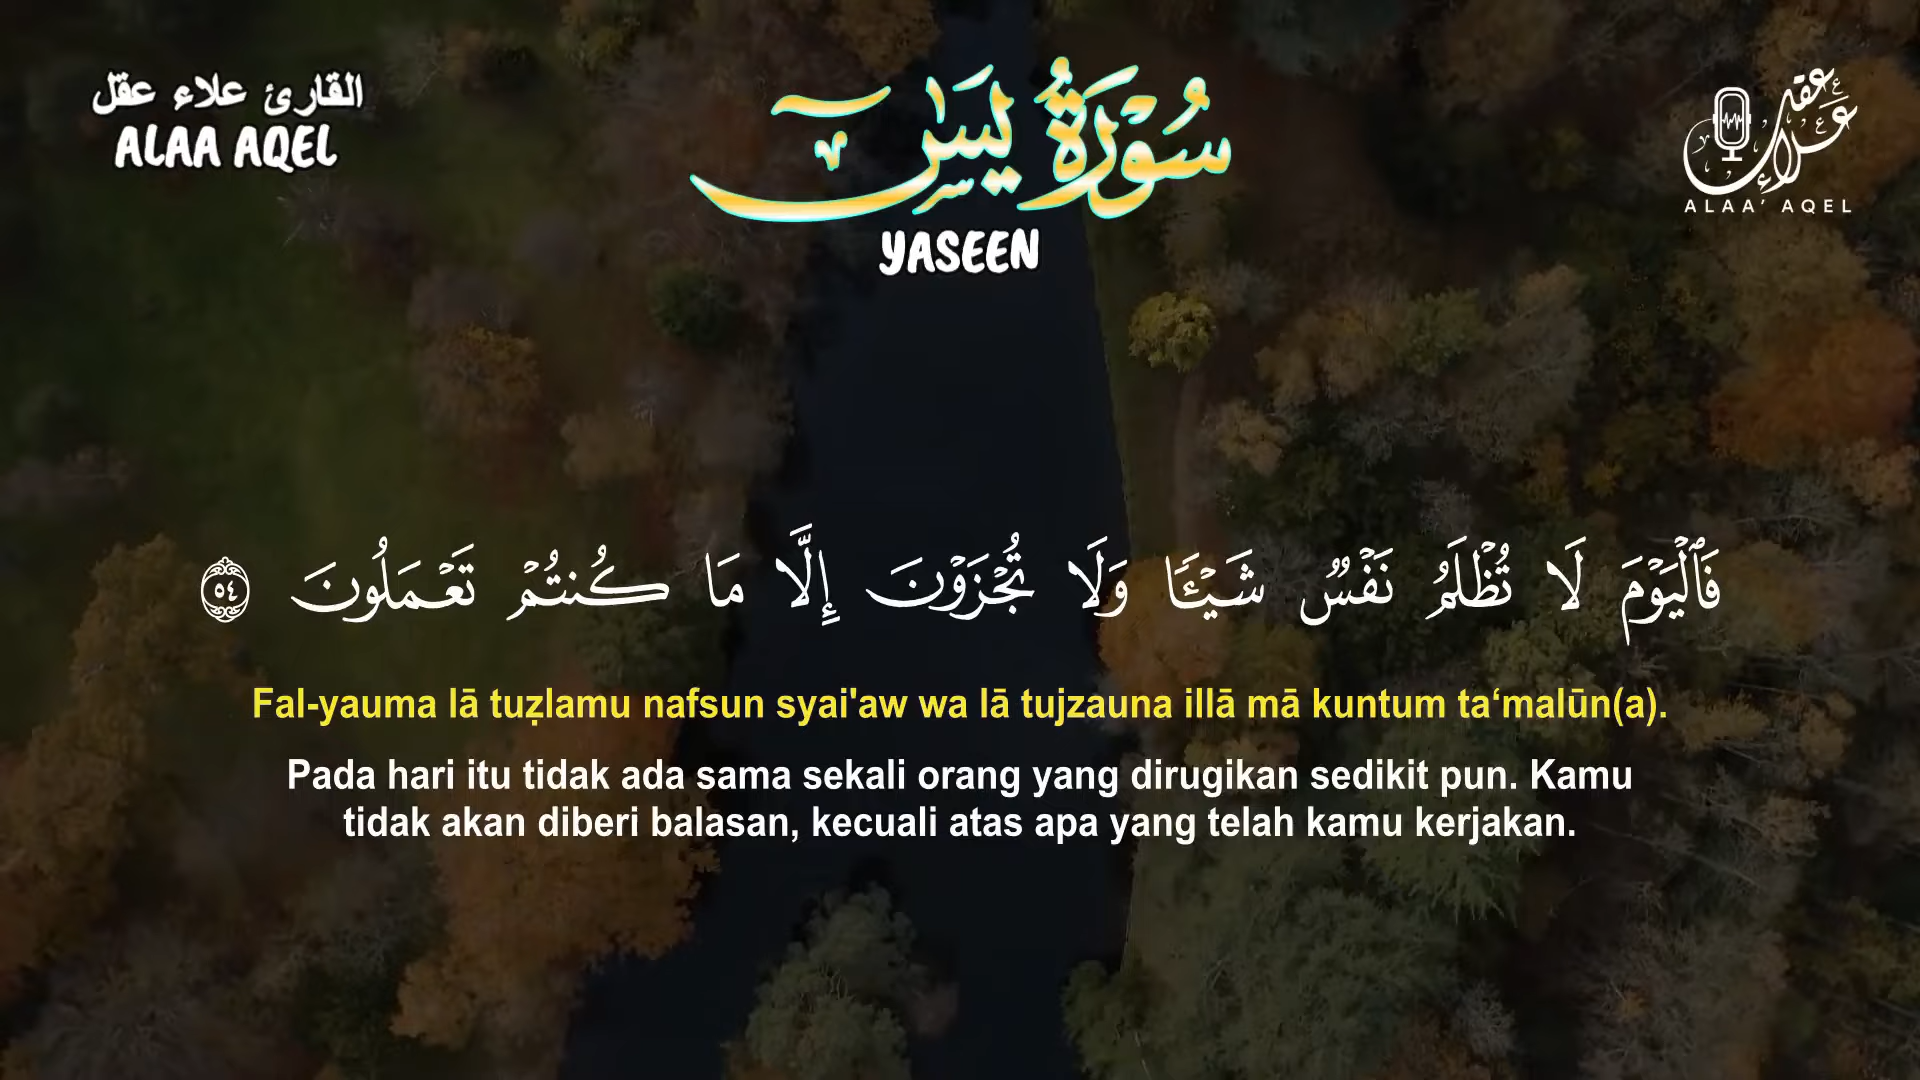 القارئ علاء عقل
ALAA AQEL
سُوْرَةُ يٓسٓ
YASEEN
عقل
علاء
ALAA' AQEL
فَٱلۡيَوۡمَ لَا تُظۡلَمُ نَفۡسٞ شَيۡـٔٗا وَلَا تُجۡزَوۡنَ إِلَّا مَا كُنتُمۡ تَعۡمَلُونَ ٥٤
Fal-yauma lā tuẓlamu nafsun syai'aw wa lā tujzauna illā mā kuntum ta‘malūn(a).
Pada hari itu tidak ada sama sekali orang yang dirugikan sedikit pun. Kamu
tidak akan diberi balasan, kecuali atas apa yang telah kamu kerjakan.